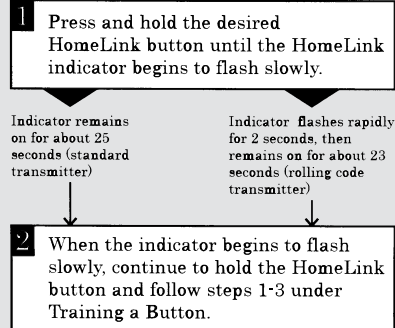 1
Press and hold the desired
HomeLink button until the HomeLink
indicator begins to flash slowly.
Indicator remains
on for about 25
seconds (standard
transmitter)
Indicator flashes rapidly
for 2 seconds, then
remains on for about 23
seconds (rolling code
transmitter)
2
When the indicator begins to flash
slowly, continue to hold the HomeLink
button and follow steps 1-3 under
Training a Button.